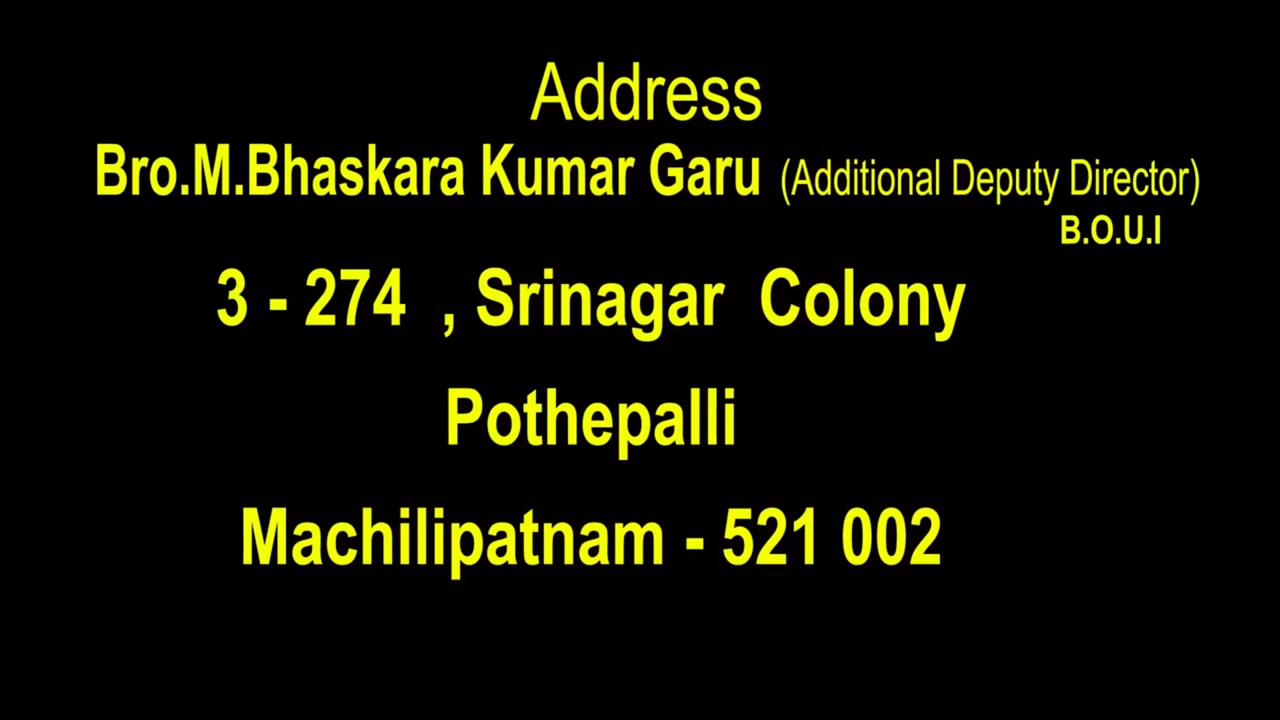 Address
Bro.M.Bhaskara Kumar Garu (Additional Deputy Director)
B.O.U.I
3 - 274 , Srinagar Colony
Pothepalli
Machilipatnam - 521 002